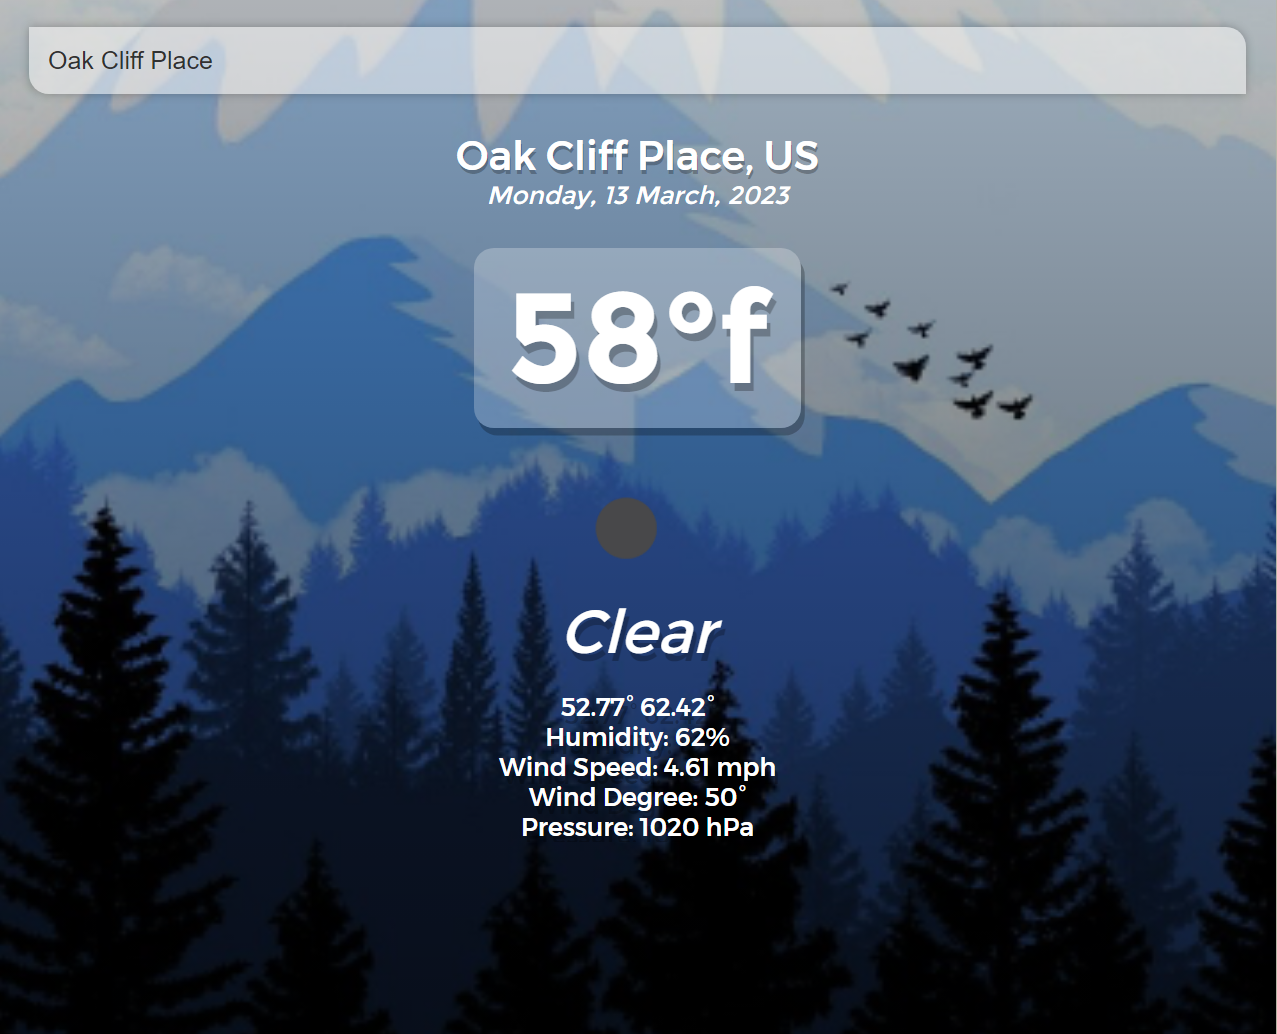 Oak Cliff Place
Oak Cliff Place, US
Monday, 13 March, 2023
58°f
Clear
52.77° 62.42°
Humidity: 62%
Wind Speed: 4.61 mph
Wind Degree: 50°
Pressure: 1020 hPa